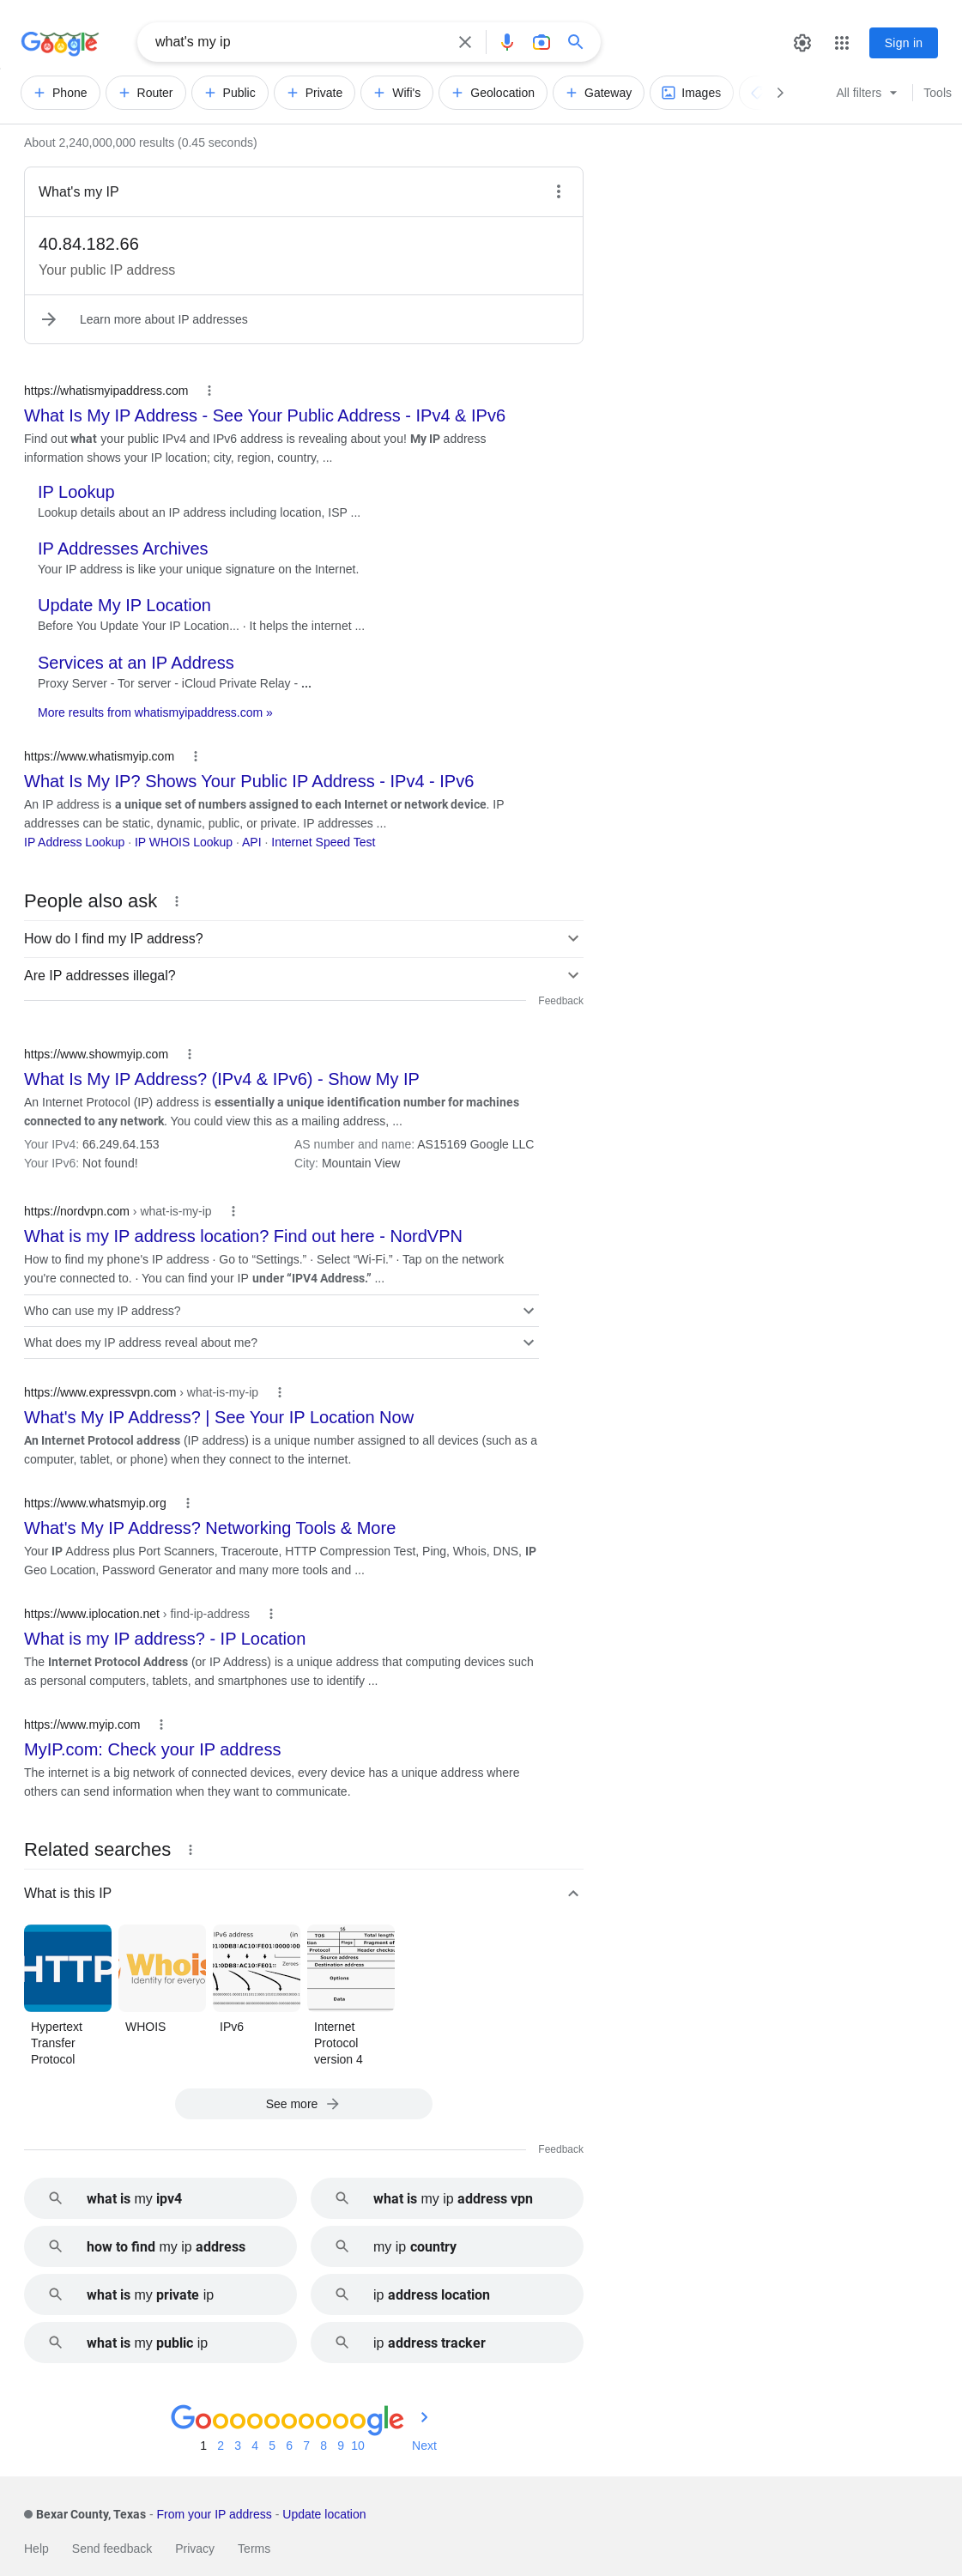 Google
what's my ip
Sign in
Phone
Router
Public
Private
Wifi's
Geolocation
Gateway
Images
All filters
Tools
About 2,240,000,000 results (0.45 seconds)
What's my IP
40.84.182.66
Your public IP address
Learn more about IP addresses
https://whatismyipaddress.com
What Is My IP Address - See Your Public Address - IPv4 & IPv6
Find out what your public IPv4 and IPv6 address is revealing about you! My IP address
information shows your IP location; city, region, country, ...
IP Lookup
Lookup details about an IP address including location, ISP ...
IP Addresses Archives
Your IP address is like your unique signature on the Internet.
Update My IP Location
Before You Update Your IP Location... · It helps the internet ...
Services at an IP Address
Proxy Server - Tor server - iCloud Private Relay - ...
More results from whatismyipaddress.com »
https://www.whatismyip.com
What Is My IP? Shows Your Public IP Address - IPv4 - IPv6
An IP address is a unique set of numbers assigned to each Internet or network device. IP
addresses can be static, dynamic, public, or private. IP addresses ...
IP Address Lookup · IP WHOIS Lookup · API · Internet Speed Test
People also ask
How do I find my IP address?
Are IP addresses illegal?
Feedback
https://www.showmyip.com
What Is My IP Address? (IPv4 & IPv6) - Show My IP
An Internet Protocol (IP) address is essentially a unique identification number for machines
connected to any network. You could view this as a mailing address, ...
Your IPv4: 66.249.64.153
AS number and name: AS15169 Google LLC
Your IPv6: Not found!
City: Mountain View
https://nordvpn.com › what-is-my-ip
What is my IP address location? Find out here - NordVPN
How to find my phone's IP address · Go to “Settings.” · Select “Wi-Fi.” · Tap on the network
you're connected to. · You can find your IP under “IPV4 Address.” ...
Who can use my IP address?
What does my IP address reveal about me?
https://www.expressvpn.com › what-is-my-ip
What's My IP Address? | See Your IP Location Now
An Internet Protocol address (IP address) is a unique number assigned to all devices (such as a
computer, tablet, or phone) when they connect to the internet.
https://www.whatsmyip.org
What's My IP Address? Networking Tools & More
Your IP Address plus Port Scanners, Traceroute, HTTP Compression Test, Ping, Whois, DNS, IP
Geo Location, Password Generator and many more tools and ...
https://www.iplocation.net › find-ip-address
What is my IP address? - IP Location
The Internet Protocol Address (or IP Address) is a unique address that computing devices such
as personal computers, tablets, and smartphones use to identify ...
https://www.myip.com
MyIP.com: Check your IP address
The internet is a big network of connected devices, every device has a unique address where
others can send information when they want to communicate.
Related searches
What is this IP
HTTP
Whois
Identity for everyo
IPv6 address (in
Zeroes
TOS Total length
Flags Fragment of
Protocol Header checks
Source address
Destination address
Options
Data
Hypertext
Transfer
Protocol
WHOIS
IPv6
Internet
Protocol
version 4
See more
Feedback
what is my ipv4
what is my ip address vpn
how to find my ip address
my ip country
what is my private ip
ip address location
what is my public ip
ip address tracker
Goooooooooogle
1 2 3 4 5 6 7 8 9 10 Next
Bexar County, Texas - From your IP address - Update location
Help
Send feedback
Privacy
Terms